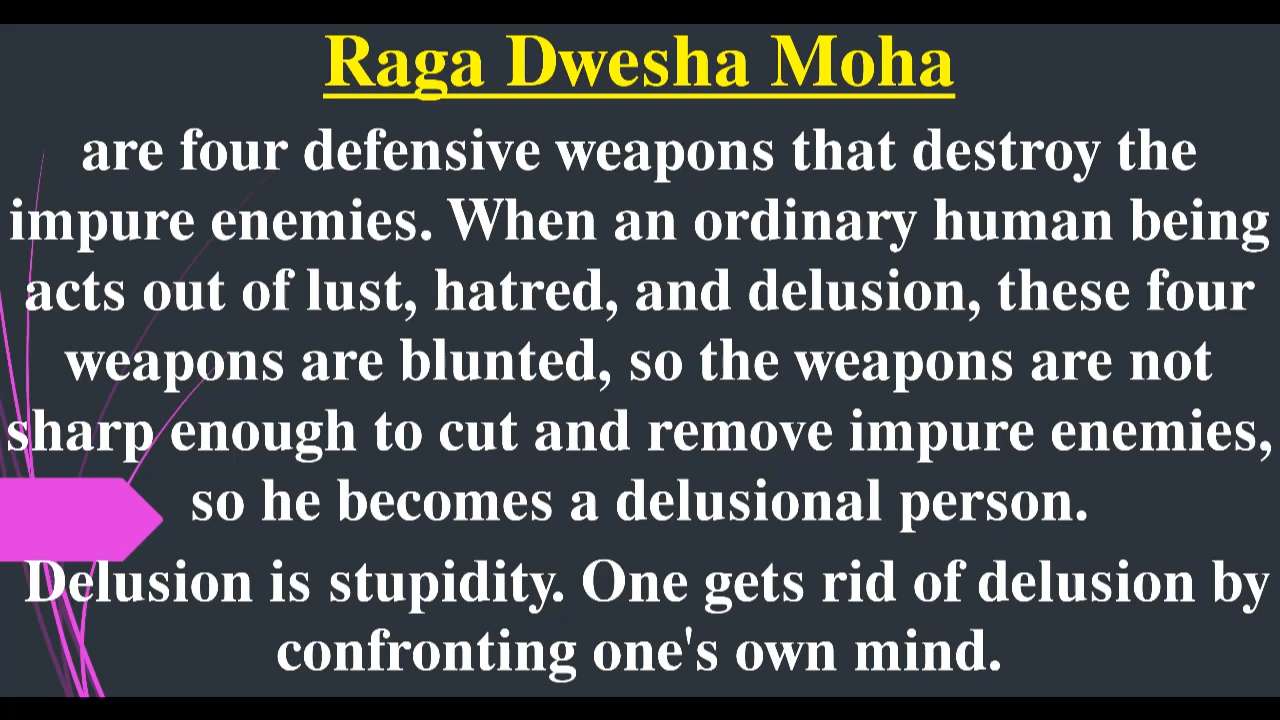 Raga Dwesha Moha
are four defensive weapons that destroy the
impure enemies. When an ordinary human being
acts out of lust, hatred, and delusion, these four
weapons are blunted, so the weapons are not
sharp enough to cut and remove impure enemies,
so he becomes a delusional person.
Delusion is stupidity. One gets rid of delusion by
confronting one's own mind.